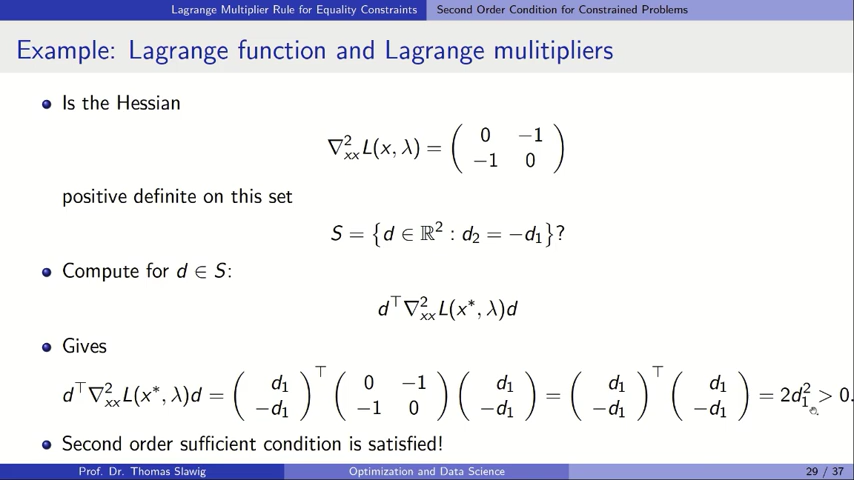 Lagrange Multiplier Rule for Equality Constraints Second Order Condition for Constrained Problems
Example: Lagrange function and Lagrange mulitipliers
Is the Hessian
∇²ₓₓL(x, λ) = ( 0 −1 ; −1 0 )
positive definite on this set
S = {d ∈ ℝ² : d₂ = −d₁}?
Compute for d ∈ S:
d⊤∇²ₓₓL(x*, λ)d
Gives
d⊤∇²ₓₓL(x*, λ)d = ( d₁ ; −d₁ )⊤ ( 0 −1 ; −1 0 ) ( d₁ ; −d₁ ) = ( d₁ ; −d₁ )⊤ ( d₁ ; −d₁ ) = 2d₁² > 0.
Second order sufficient condition is satisfied!
Prof. Dr. Thomas Slawig Optimization and Data Science 29 / 37